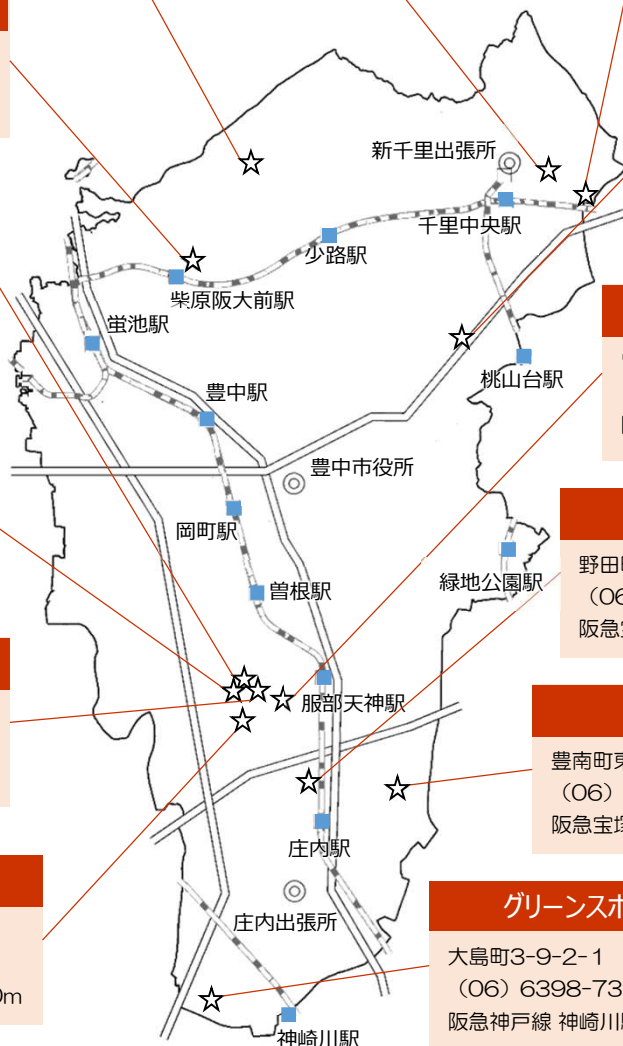 新千里出張所
千里中央駅
少路駅
柴原阪大前駅
蛍池駅
桃山台駅
豊中駅
豊中市役所
岡町駅
緑地公園駅
曽根駅
野田
(06
阪急
服部天神駅
豊南町東
(06)
阪急宝塚
庄内駅
庄内出張所
m
グリーンスポ
大島町3-9-2-1
(06) 6398-73
阪急神戸線 神崎川
神崎川駅